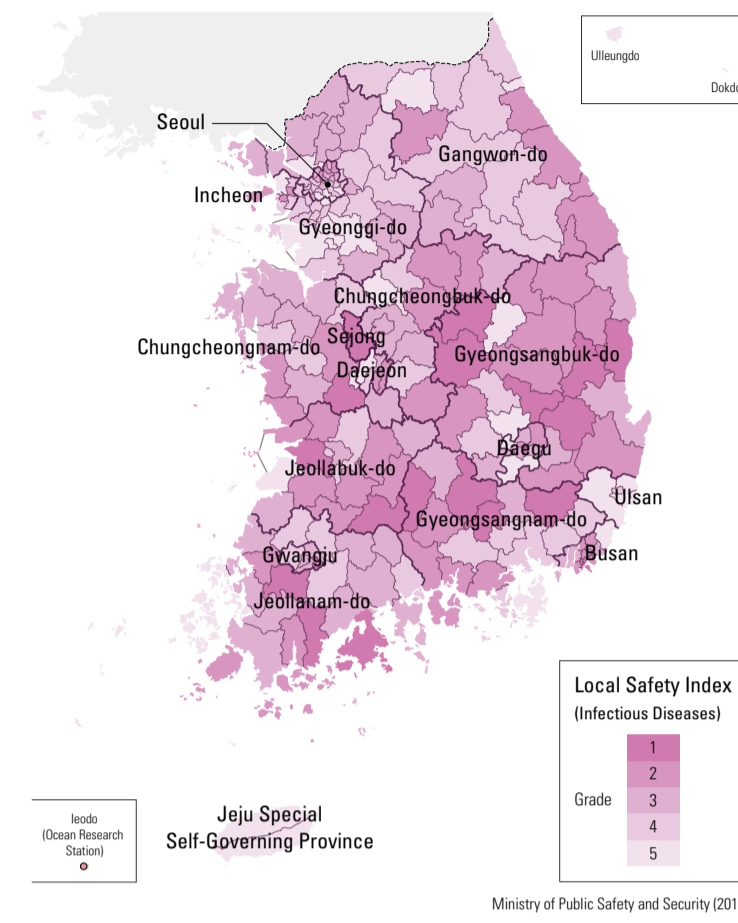 Ulleungdo
Seoul
Gangwon-do
Incheon
Gyeonggi-do
Chungcheongbuk-do
Sejong
Chungcheongnam-do
Gyeongsangbuk-do
Daejeon
Daegu
Jeollabuk-do
Ulsan
Gyeongsangnam-do
Gwangju
Busan
Jeollanam-do
Local Safety Index
(Infectious Diseases)
1
2
Grade
3
4
5
Ieodo
(Ocean Research
Station)
Jeju Special
Self-Governing Province
Ministry of Public Safety and Security (201